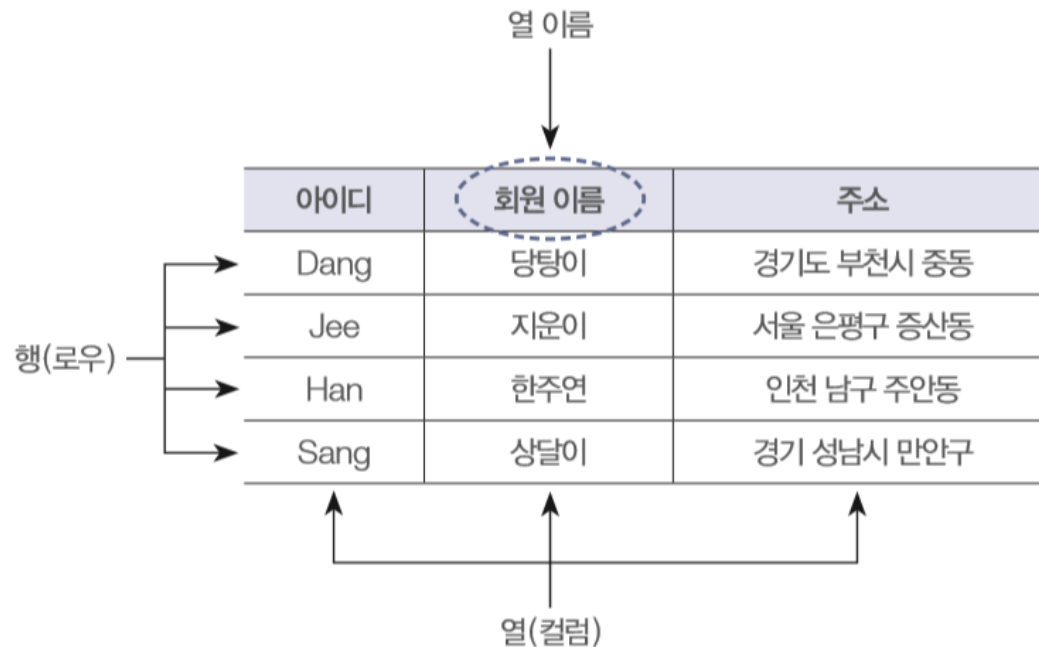 열 이름
아이디 회원 이름 주소
Dang 당탕이 경기도 부천시 중동
Jee 지운이 서울 은평구 증산동
행(로우)
Han 한주연 인천 남구 주안동
Sang 상달이 경기 성남시 만안구
열(컬럼)